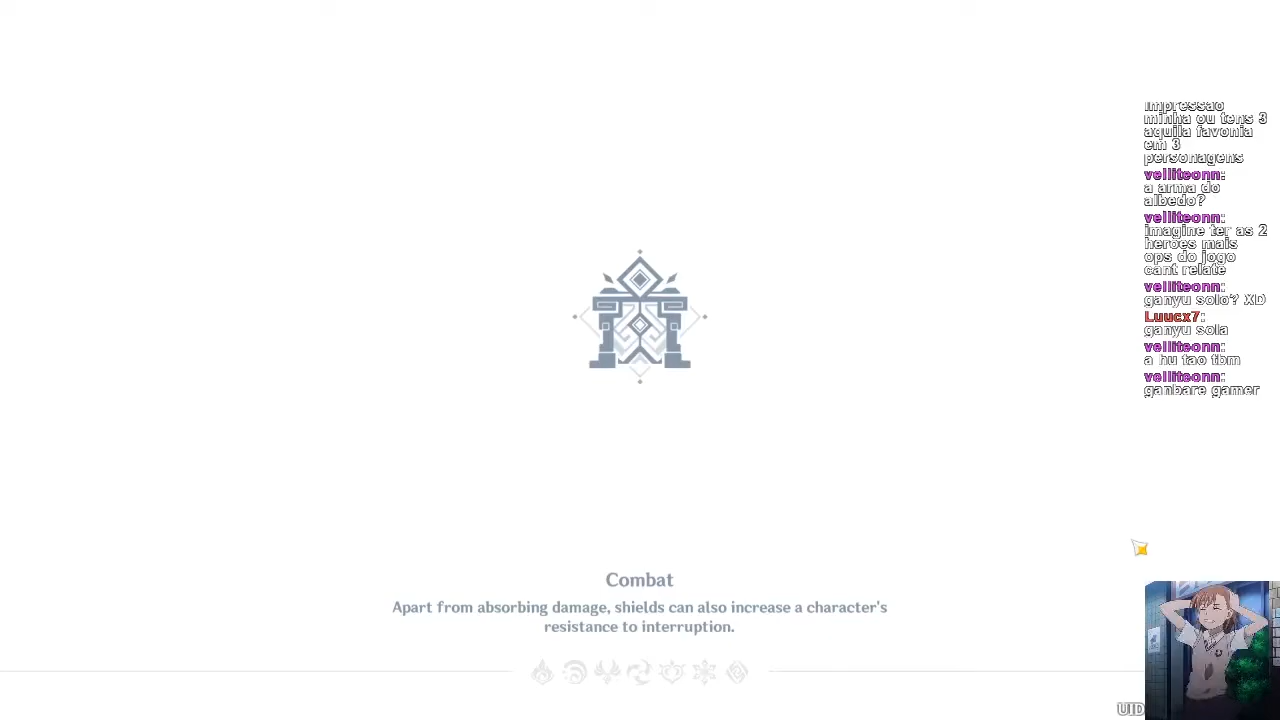 impressao
minha ou tens 3
aquila favonia
em 3
personagens
velliteonn:
a arma do
albedo?
velliteonn:
imagine ter as 2
heroes mais
ops do jogo
cant relate
velliteonn:
ganyu solo? XD
Luucx7:
ganyu sola
velliteonn:
a hu tao tbm
velliteonn:
ganbare gamer
Combat
Apart from absorbing damage, shields can also increase a character's
resistance to interruption.
UID